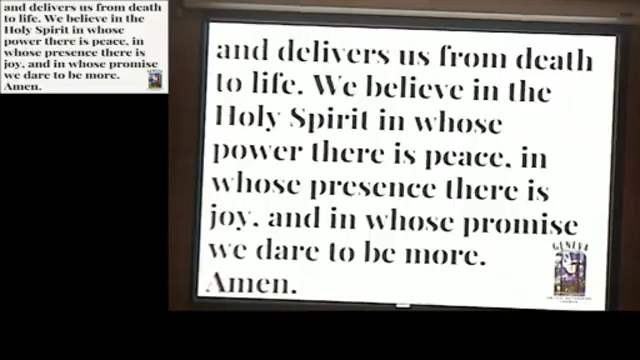 and delivers us from death
to life. We believe in the
Holy Spirit in whose
power there is peace, in
whose presence there is
joy, and in whose promise
we dare to be more.
Amen.
and delivers us from death
to life. We believe in the
Holy Spirit in whose
power there is peace, in
whose presence there is
joy, and in whose promise
we dare to be more.
Amen.
GENEVA